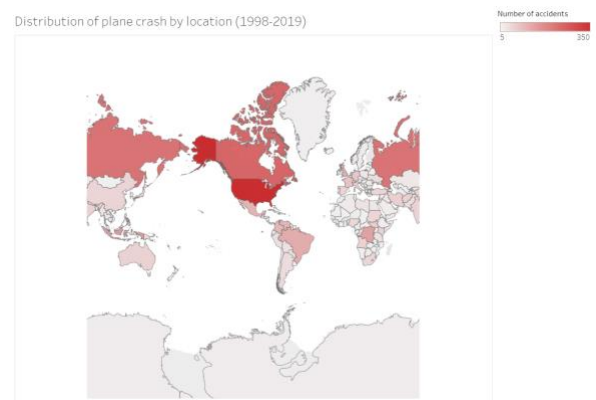 Distribution of plane crash by location (1998-2019)
Number of accidents
5 350